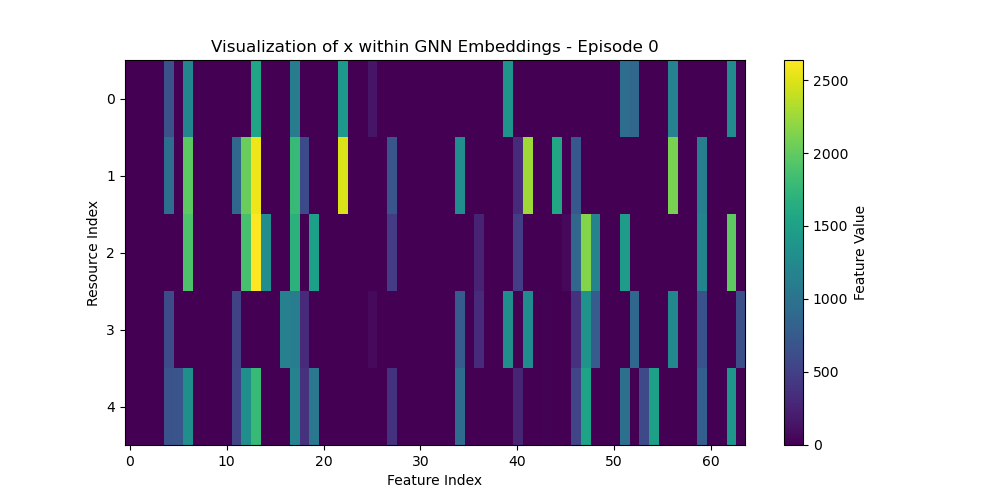 Visualization of x within GNN Embeddings - Episode 0
Resource Index
0
1
2
3
4
0 10 20 30 40 50 60
Feature Index
2500
2000
1500
1000
500
0
Feature Value